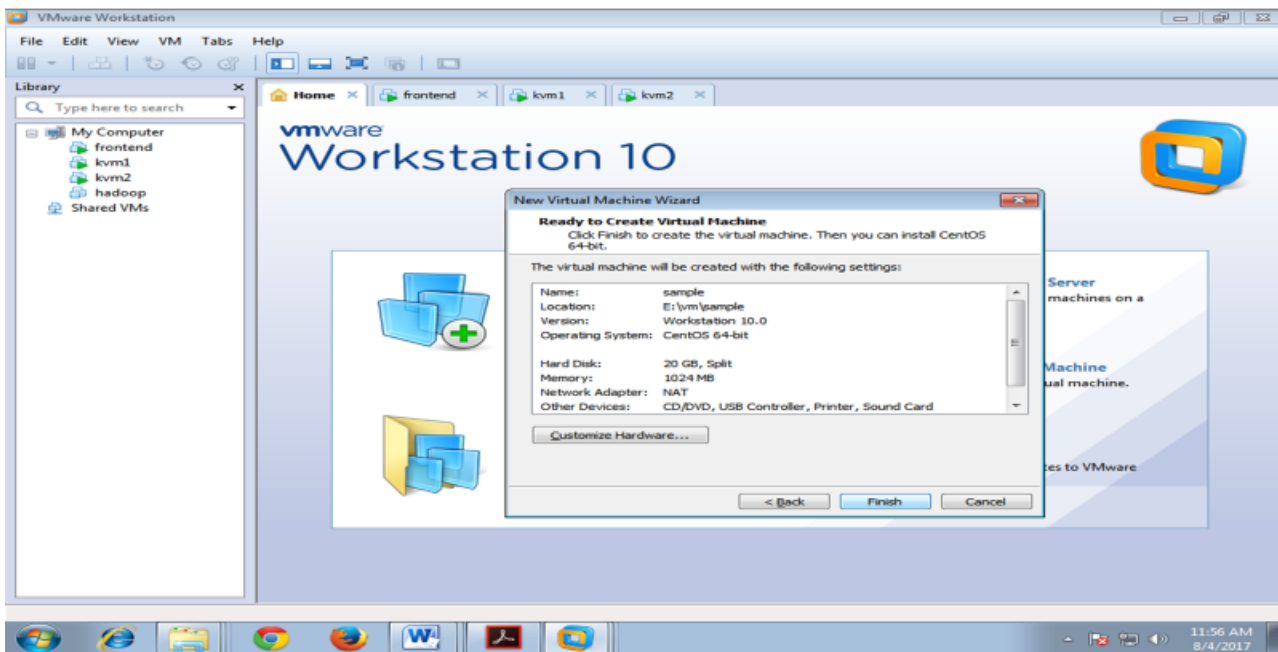 VMware Workstation
File Edit View VM Tabs Help
Library
Type here to search
My Computer
frontend
kvm1
kvm2
hadoop
Shared VMs
Home
frontend
kvm1
kvm2
vmware
Workstation 10
New Virtual Machine Wizard
Ready to Create Virtual Machine
Click Finish to create the virtual machine. Then you can install CentOS
64-bit.
The virtual machine will be created with the following settings:
Name: sample
Location: E:\vm\sample
Version: Workstation 10.0
Operating System: CentOS 64-bit
Hard Disk: 20 GB, Split
Memory: 1024 MB
Network Adapter: NAT
Other Devices: CD/DVD, USB Controller, Printer, Sound Card
Customize Hardware...
< Back Finish Cancel
Server
machines on a
Machine
ual machine.
tes to VMware
W
11:56 AM
8/4/2017